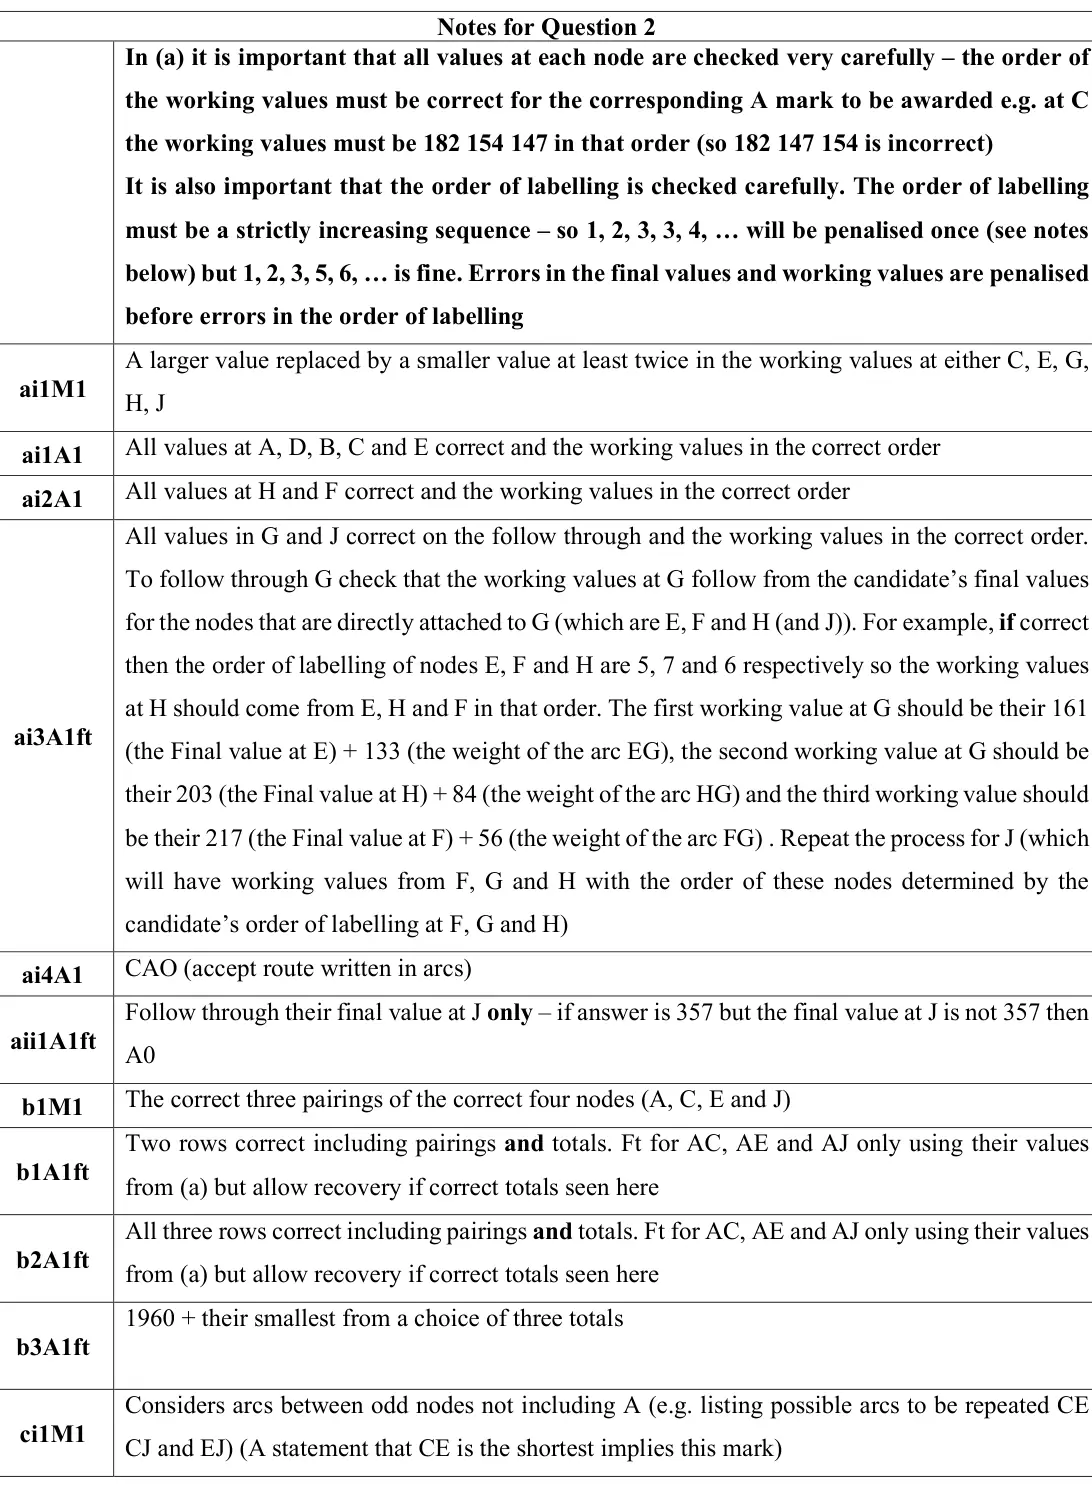 Notes for Question 2
In (a) it is important that all values at each node are checked very carefully – the order of
the working values must be correct for the corresponding A mark to be awarded e.g. at C
the working values must be 182 154 147 in that order (so 182 147 154 is incorrect)
It is also important that the order of labelling is checked carefully. The order of labelling
must be a strictly increasing sequence – so 1, 2, 3, 3, 4, … will be penalised once (see notes
below) but 1, 2, 3, 5, 6, … is fine. Errors in the final values and working values are penalised
before errors in the order of labelling
ai1M1
A larger value replaced by a smaller value at least twice in the working values at either C, E, G,
H, J
ai1A1
All values at A, D, B, C and E correct and the working values in the correct order
ai2A1
All values at H and F correct and the working values in the correct order
ai3A1ft
All values in G and J correct on the follow through and the working values in the correct order.
To follow through G check that the working values at G follow from the candidate’s final values
for the nodes that are directly attached to G (which are E, F and H (and J)). For example, if correct
then the order of labelling of nodes E, F and H are 5, 7 and 6 respectively so the working values
at H should come from E, H and F in that order. The first working value at G should be their 161
(the Final value at E) + 133 (the weight of the arc EG), the second working value at G should be
their 203 (the Final value at H) + 84 (the weight of the arc HG) and the third working value should
be their 217 (the Final value at F) + 56 (the weight of the arc FG) . Repeat the process for J (which
will have working values from F, G and H with the order of these nodes determined by the
candidate’s order of labelling at F, G and H)
ai4A1
CAO (accept route written in arcs)
aii1A1ft
Follow through their final value at J only – if answer is 357 but the final value at J is not 357 then
A0
b1M1
The correct three pairings of the correct four nodes (A, C, E and J)
b1A1ft
Two rows correct including pairings and totals. Ft for AC, AE and AJ only using their values
from (a) but allow recovery if correct totals seen here
b2A1ft
All three rows correct including pairings and totals. Ft for AC, AE and AJ only using their values
from (a) but allow recovery if correct totals seen here
b3A1ft
1960 + their smallest from a choice of three totals
ci1M1
Considers arcs between odd nodes not including A (e.g. listing possible arcs to be repeated CE
CJ and EJ) (A statement that CE is the shortest implies this mark)